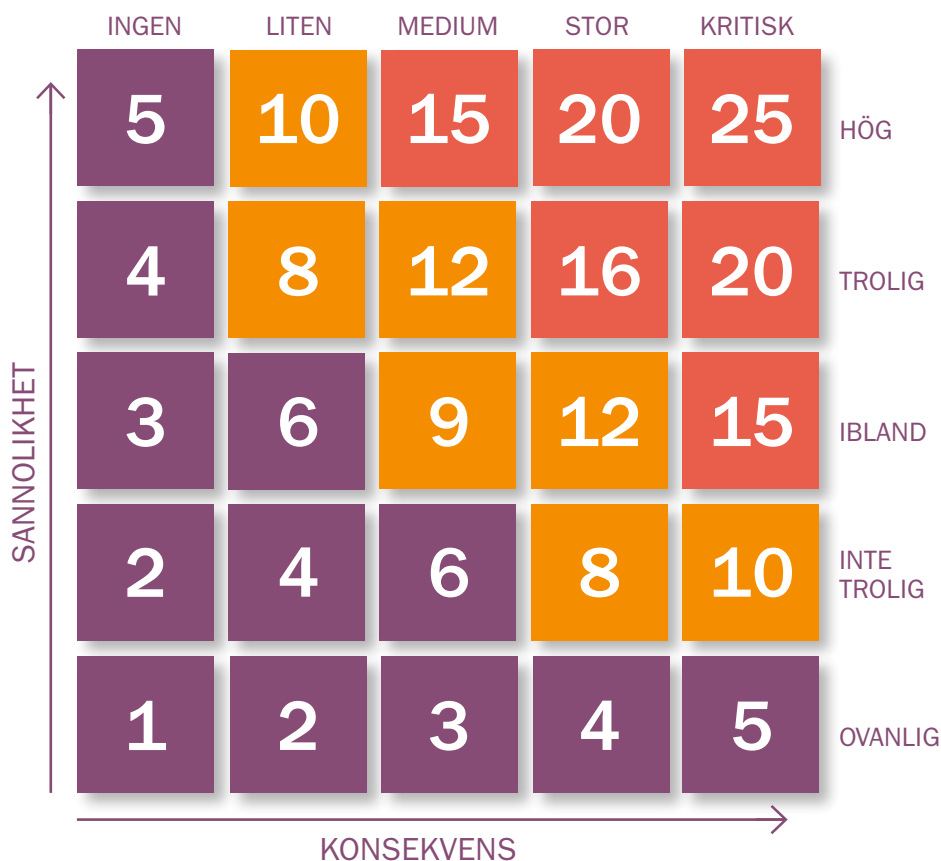 INGEN LITEN MEDIUM STOR KRITISK
5 10 15 20 25 HÖG
4 8 12 16 20 TROLIG
3 6 9 12 15 IBLAND
2 4 6 8 10 INTE
TROLIG
1 2 3 4 5 OVANLIG
SANNOLIKHET
KONSEKVENS